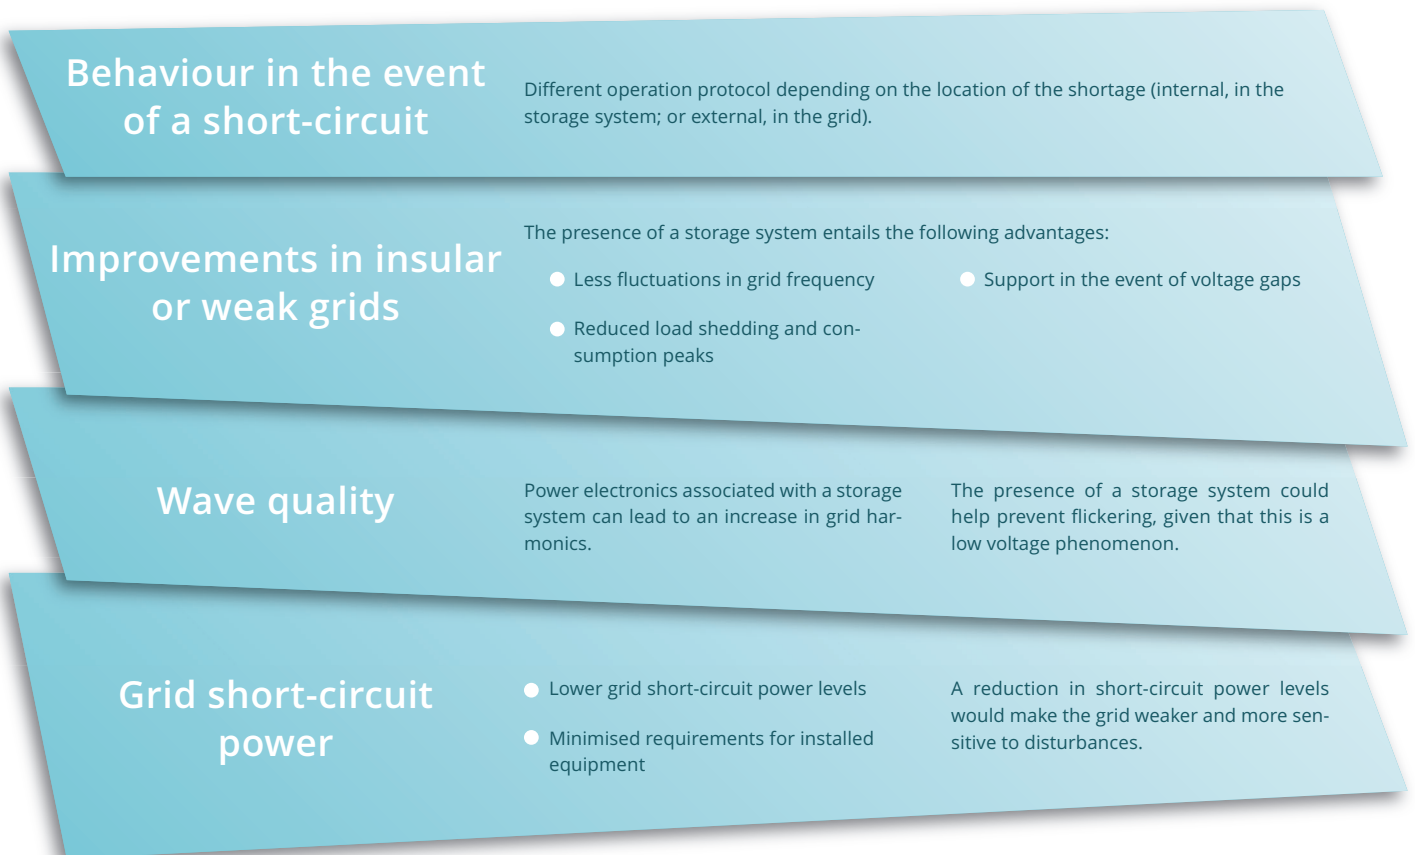 Behaviour in the event
of a short-circuit
Different operation protocol depending on the location of the shortage (internal, in the
storage system; or external, in the grid).
Improvements in insular
or weak grids
The presence of a storage system entails the following advantages:
Less fluctuations in grid frequency
Reduced load shedding and con-
sumption peaks
Support in the event of voltage gaps
Wave quality
Power electronics associated with a storage
system can lead to an increase in grid har-
monics.
The presence of a storage system could
help prevent flickering, given that this is a
low voltage phenomenon.
Grid short-circuit
power
Lower grid short-circuit power levels
Minimised requirements for installed
equipment
A reduction in short-circuit power levels
would make the grid weaker and more sen-
sitive to disturbances.